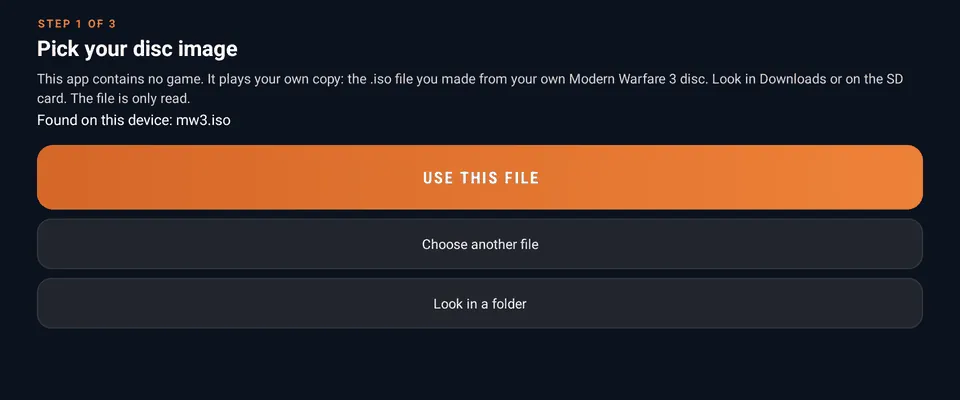 STEP 1 OF 3
Pick your disc image
This app contains no game. It plays your own copy: the .iso file you made from your own Modern Warfare 3 disc. Look in Downloads or on the SD
card. The file is only read.
Found on this device: mw3.iso
USE THIS FILE
Choose another file
Look in a folder